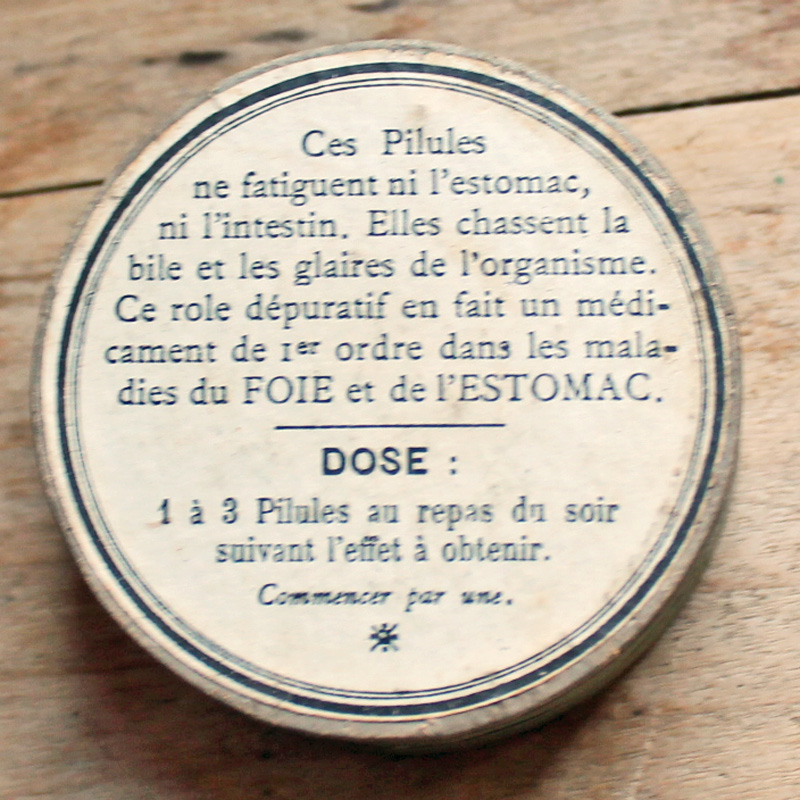 Ces Pilules
ne fatiguent ni l'estomac,
ni l'intestin. Elles chassent la
bile et les glaires de l'organisme.
Ce role dépuratif en fait un médi-
cament de 1er ordre dans les mala-
dies du FOIE et de l'ESTOMAC.
DOSE :
1 à 3 Pilules au repas du soir
suivant l'effet à obtenir.
Commencer par une.